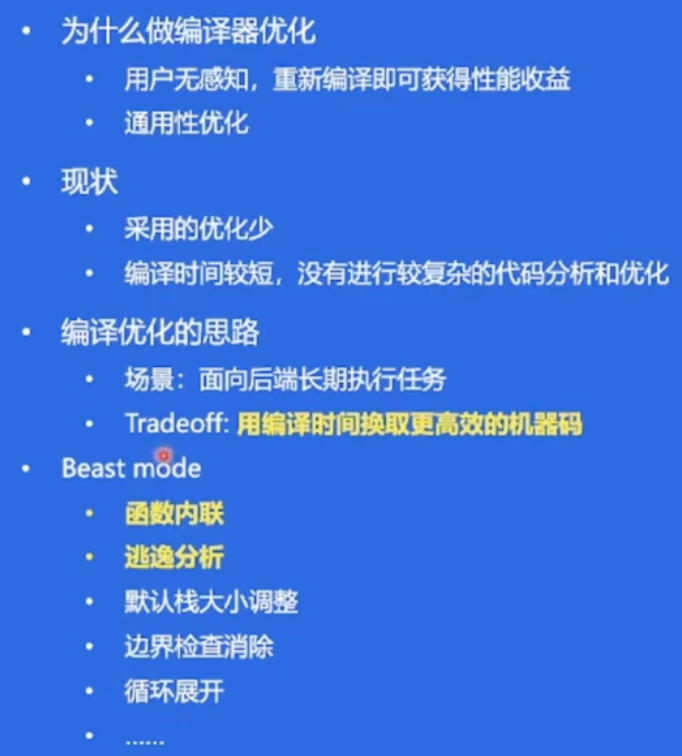 • 为什么做编译器优化
• 用户无感知，重新编译即可获得性能收益
• 通用性优化
• 现状
• 采用的优化少
• 编译时间较短，没有进行较复杂的代码分析和优化
• 编译优化的思路
• 场景：面向后端长期执行任务
• Tradeoff: 用编译时间换取更高效的机器码
• Beast mode
• 函数内联
• 逃逸分析
• 默认栈大小调整
• 边界检查消除
• 循环展开
• ......